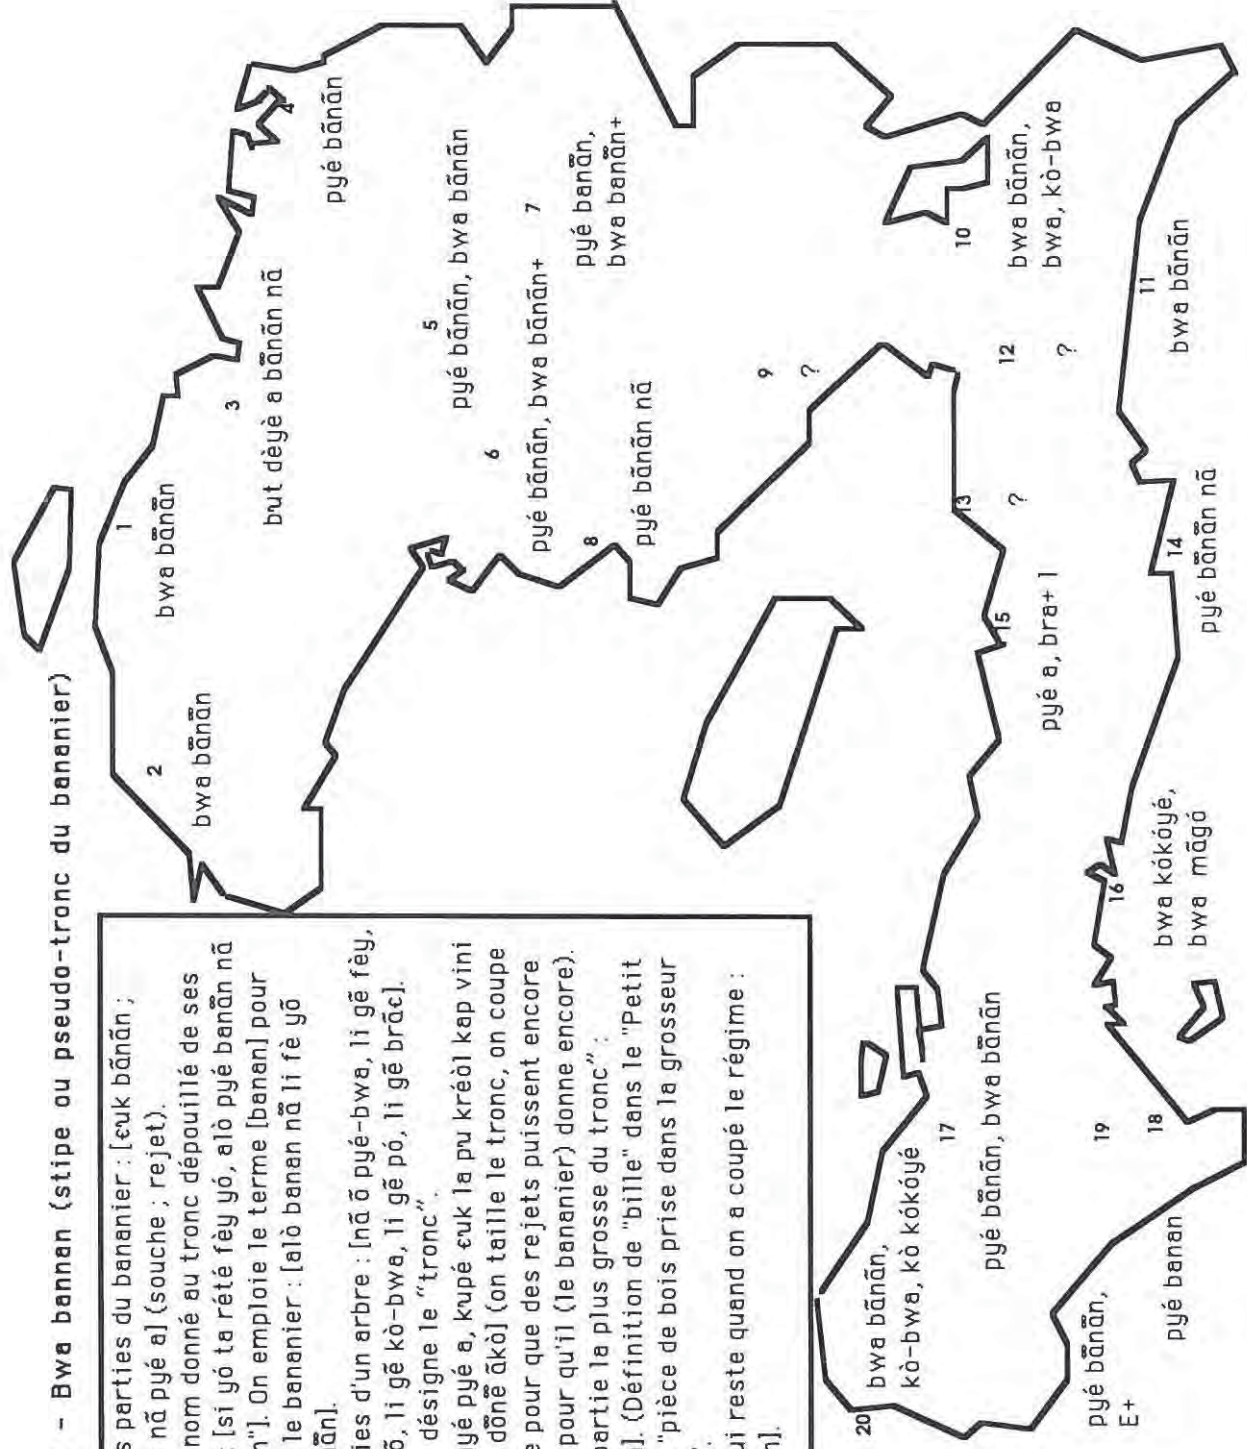 - Bwa bannan (stipe ou pseudo-tronc du bananier)
s parties du bananier : [ɛuk bãnãn ;
nã pyé a] (souche ; rejet).
nom donné au tronc dépouillé de ses
: [si yó ta rété fèy yó, alò pyé banãn nã
n"]. On emploie le terme [banan] pour
le bananier : [alò banan nã li fè yõ
ãn].
ies d'un arbre : [nã õ pyé-bwa, li gẽ fèy,
õ, li gẽ kò-bwa, li gẽ pó, li gẽ brãɛ].
désigne le "tronc".
yé pyé a, kupé ɛuk la pu kréòl kap vini
dõnẽ ãkò] (on taille le tronc, on coupe
e pour que des rejets puissent encore
pour qu'il (le bananier) donne encore).
partie la plus grosse du tronc" :
]. (Définition de "bille" dans le "Petit
"pièce de bois prise dans la grosseur
".
ui reste quand on a coupé le régime :
n].
1
bwa bãnãn
2
bwa bãnãn
3
but dèyè a bãnãn nã
4
pyé bãnãn
5
pyé bãnãn, bwa bãnãn
6
pyé bãnãn, bwa bãnãn+
7
pyé banãn,
bwa banãn+
8
pyé bãnãn nã
9
?
10
bwa bãnãn,
bwa, kò-bwa
11
bwa bãnãn
12
?
13
?
14
pyé bãnãn nã
15
pyé a, bra+ l
16
bwa kókóyé,
bwa mãgó
17
pyé bãnãn, bwa bãnãn
18
pyé banan
19
pyé bãnãn,
E+
20
bwa bãnãn,
kò-bwa, kò kókóyé